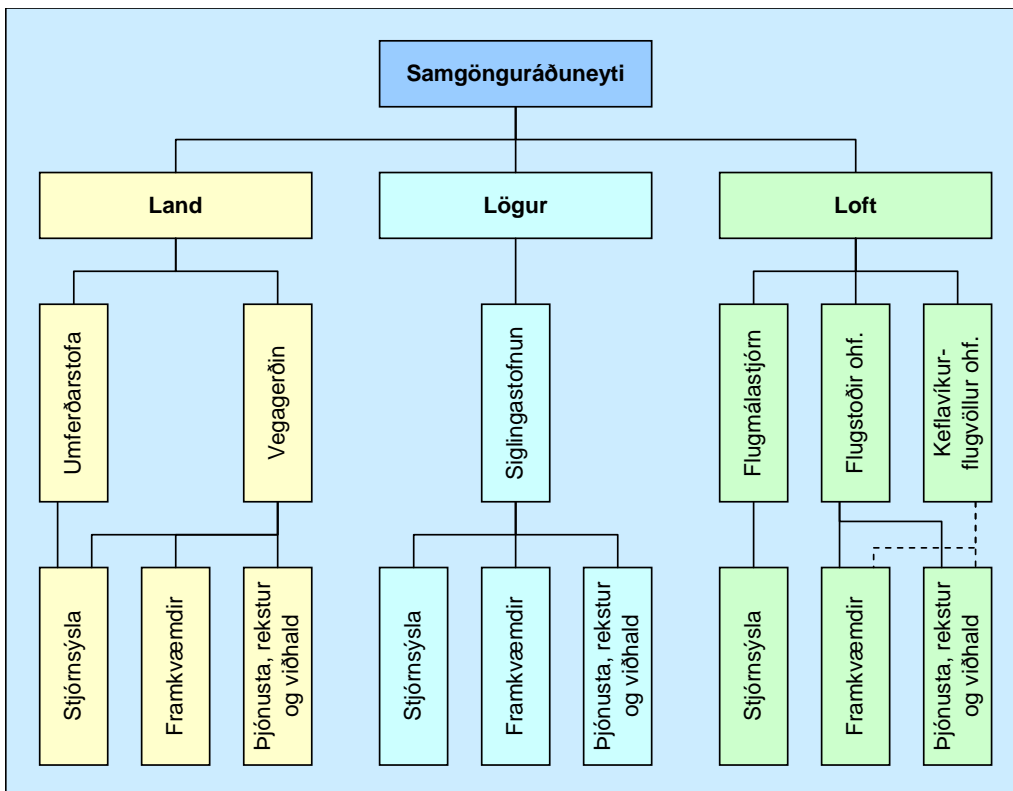 Samgönguráðuneyti
Land
Lögur
Loft
Umferðarstofa
Vegagerðin
Siglingastofnun
Flugmálastjórn
Flugstoðir ohf.
Keflavíkur-
flugvöllur ohf.
Stjórnsýsla
Framkvæmdir
Þjónusta, rekstur
og viðhald
Stjórnsýsla
Framkvæmdir
Þjónusta, rekstur
og viðhald
Stjórnsýsla
Framkvæmdir
Þjónusta, rekstur
og viðhald